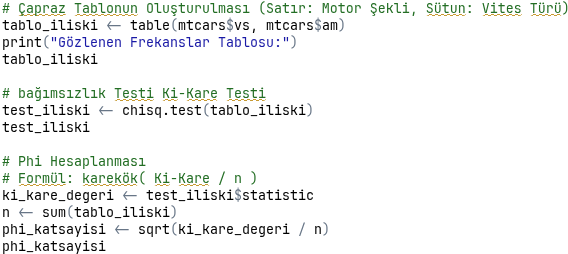 # Çapraz Tablonun Oluşturulması (Satır: Motor Şekli, Sütun: Vites Türü)
tablo_iliski <- table(mtcars$vs, mtcars$am)
print("Gözlenen Frekanslar Tablosu:")
tablo_iliski

# bağımsızlık Testi Ki-Kare Testi
test_iliski <- chisq.test(tablo_iliski)
test_iliski

# Phi Hesaplanması
# Formül: karekök( Ki-Kare / n )
ki_kare_degeri <- test_iliski$statistic
n <- sum(tablo_iliski)
phi_katsayisi <- sqrt(ki_kare_degeri / n)
phi_katsayisi